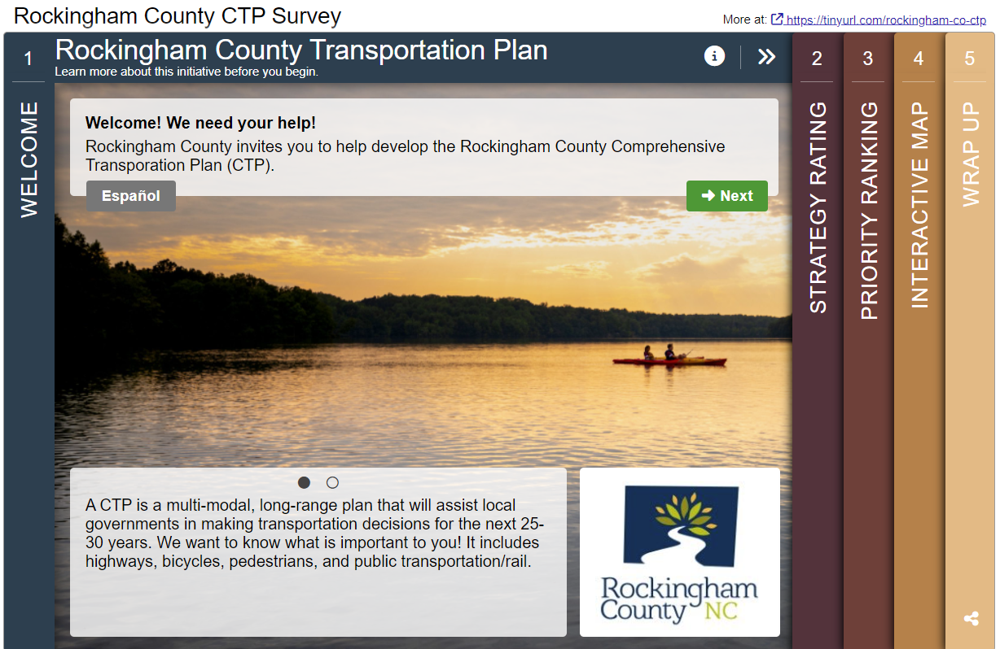 Rockingham County CTP Survey
More at: https://tinyurl.com/rockingham-co-ctp
1
WELCOME
Rockingham County Transportation Plan
Learn more about this initiative before you begin.
Welcome! We need your help!
Rockingham County invites you to help develop the Rockingham County Comprehensive
Transporation Plan (CTP).
Español
Next
A CTP is a multi-modal, long-range plan that will assist local
governments in making transportation decisions for the next 25-
30 years. We want to know what is important to you! It includes
highways, bicycles, pedestrians, and public transportation/rail.
Rockingham
County NC
2
STRATEGY RATING
3
PRIORITY RANKING
4
INTERACTIVE MAP
5
WRAP UP